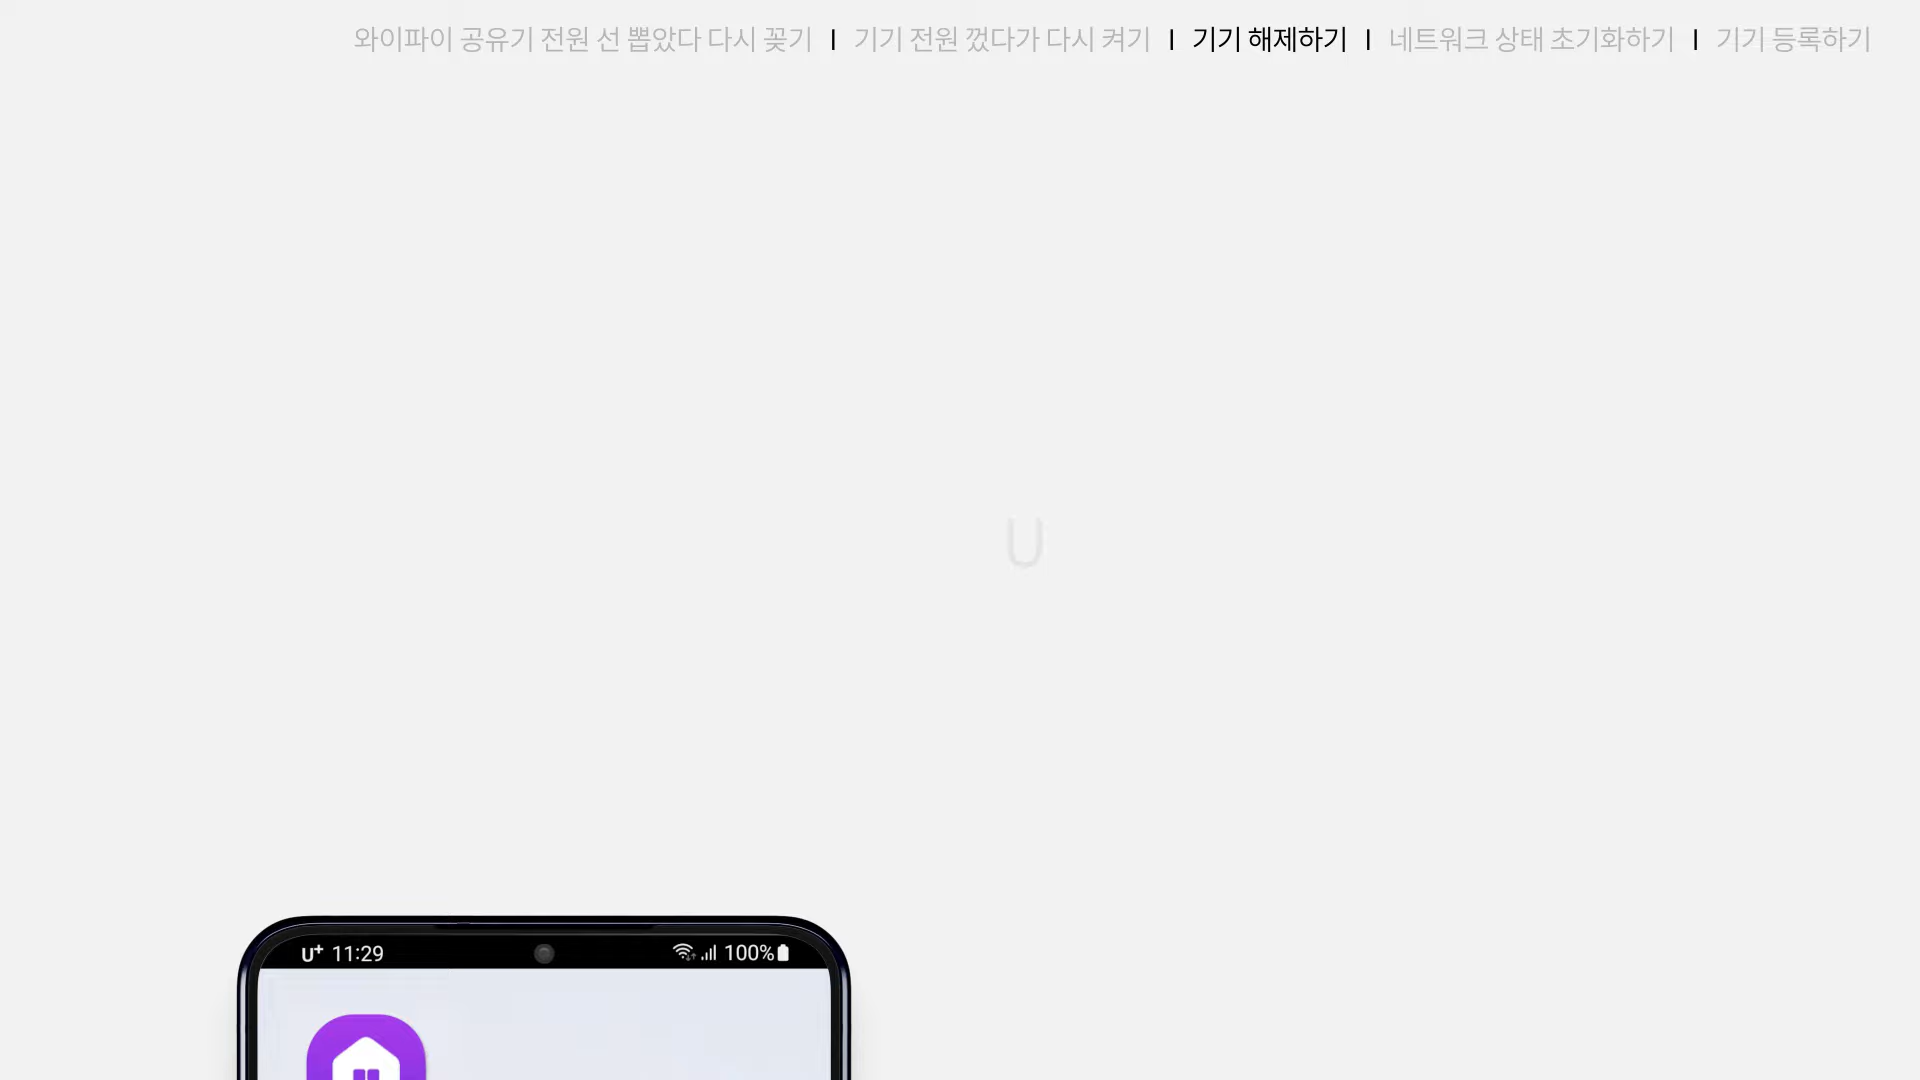 와이파이 공유기 전원 선 뽑았다 다시 꽂기 I 기기 전원 껐다가 다시 켜기 I 기기 해제하기 I 네트워크 상태 초기화하기 I 기기 등록하기
U
U+ 11:29 100%